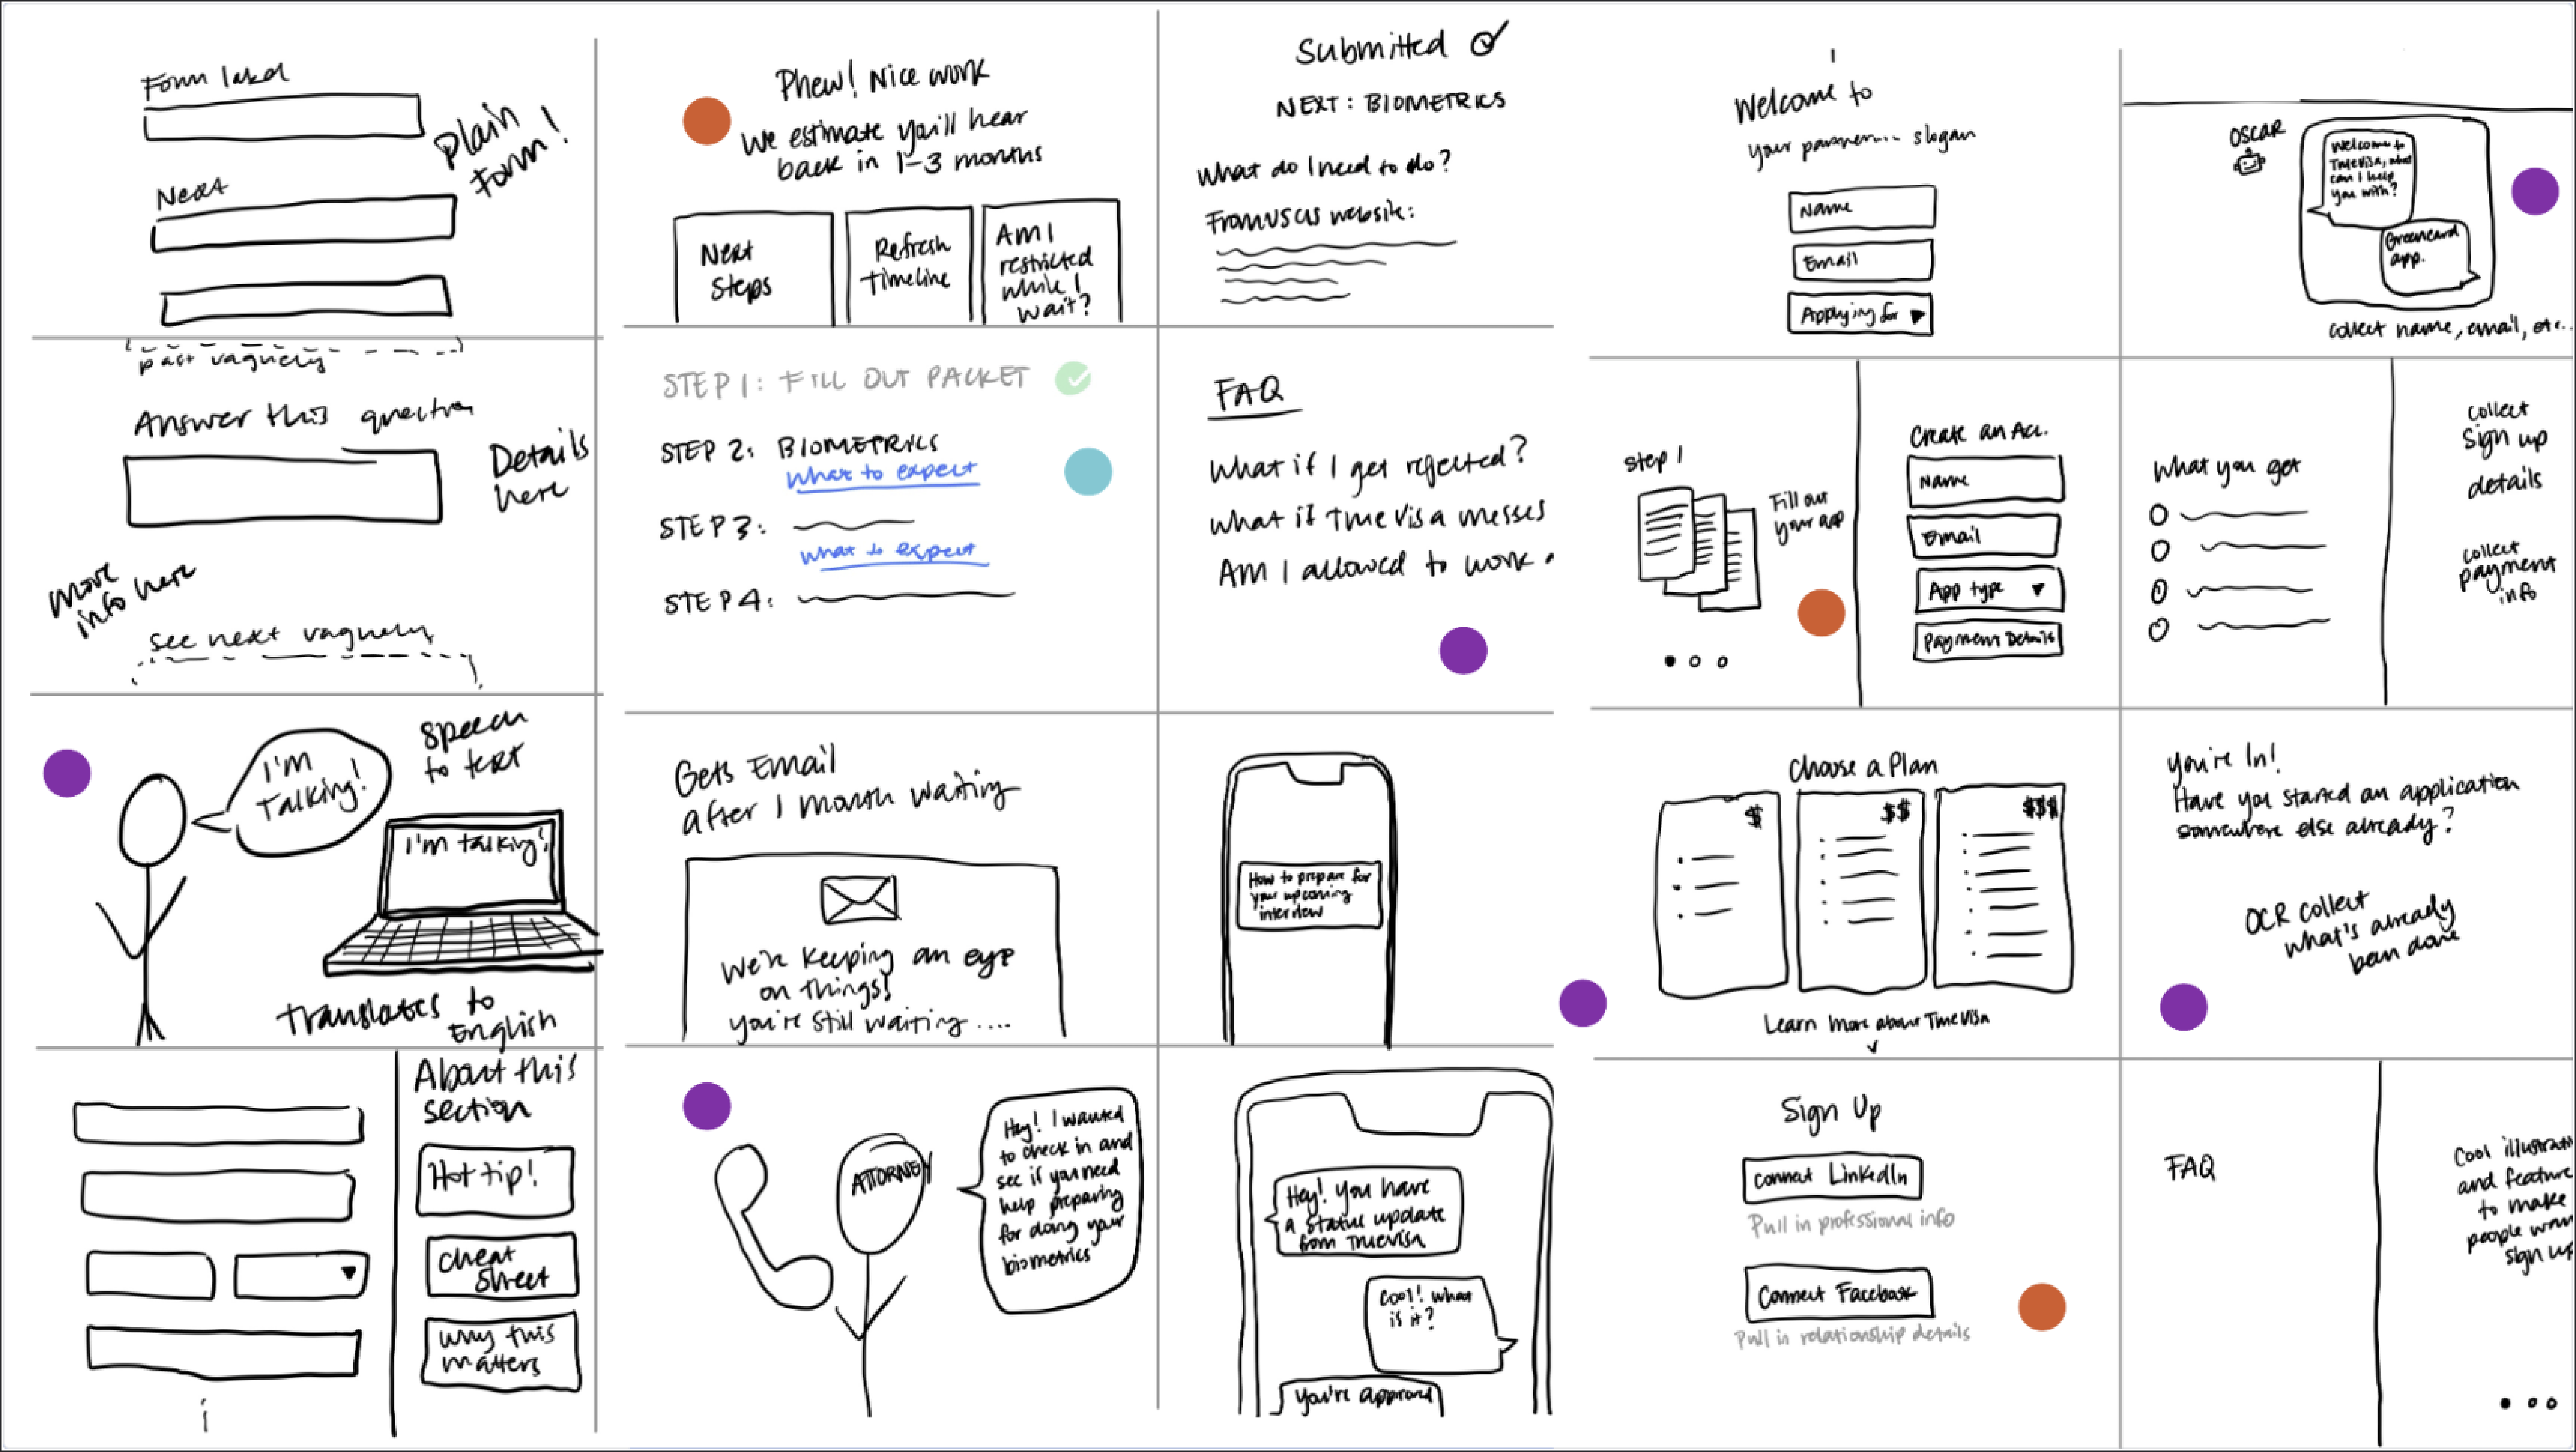 Form label
Plain
Form!
Next
past vaguely
Answer this question
Details
here
more
info here
see next vaguely
Speech
to text
I'm
Talking!
I'm talking!
Translates to
English
About this
section
Hot tip!
Cheat
Street
Why this
matters
Phew! Nice work
We estimate you'll hear
back in 1-3 months
Next
Steps
Refresh
Timeline
Am I
restricted
while I
wait?
STEP 1: FILL OUT PACKET
STEP 2: BIOMETRICS
What to expect
STEP 3:
What to expect
STEP 4:
Gets Email
after 1 month waiting
We're keeping an eye
on things!
you're still waiting....
ATTORNEY
Hey! I wanted
to check in and
see if you need
help preparing
for doing your
biometrics
Submitted
NEXT: BIOMETRICS
What do I need to do?
From USCIS website:
FAQ
What if I get rejected?
What if TrueVisa messes
Am I allowed to work
How to prepare for
your upcoming
interview
Hey! You have
a status update
from TrueVisa
Cool! what
is it?
You're approved
Welcome to
your slogan
Name
Email
Applying for
OSCAR
Welcome to
TrueVisa, what
can I help
you with?
Greencard
app.
collect name, email, etc..
Step 1
Fill out
your app
Create an Acc.
Name
Email
App type
Payment Details
What you get
collect
sign up
details
collect
payment
info
Choose a Plan
$
$$
$$$
Learn more about TrueVisa
You're In!
Have you started an application
somewhere else already?
OCR collect
what's already
been done
Sign Up
Connect LinkedIn
Pull in professional info
Connect Facebook
Pull in relationship details
FAQ
Cool illustrati
and feature
to make
people wan
sign up